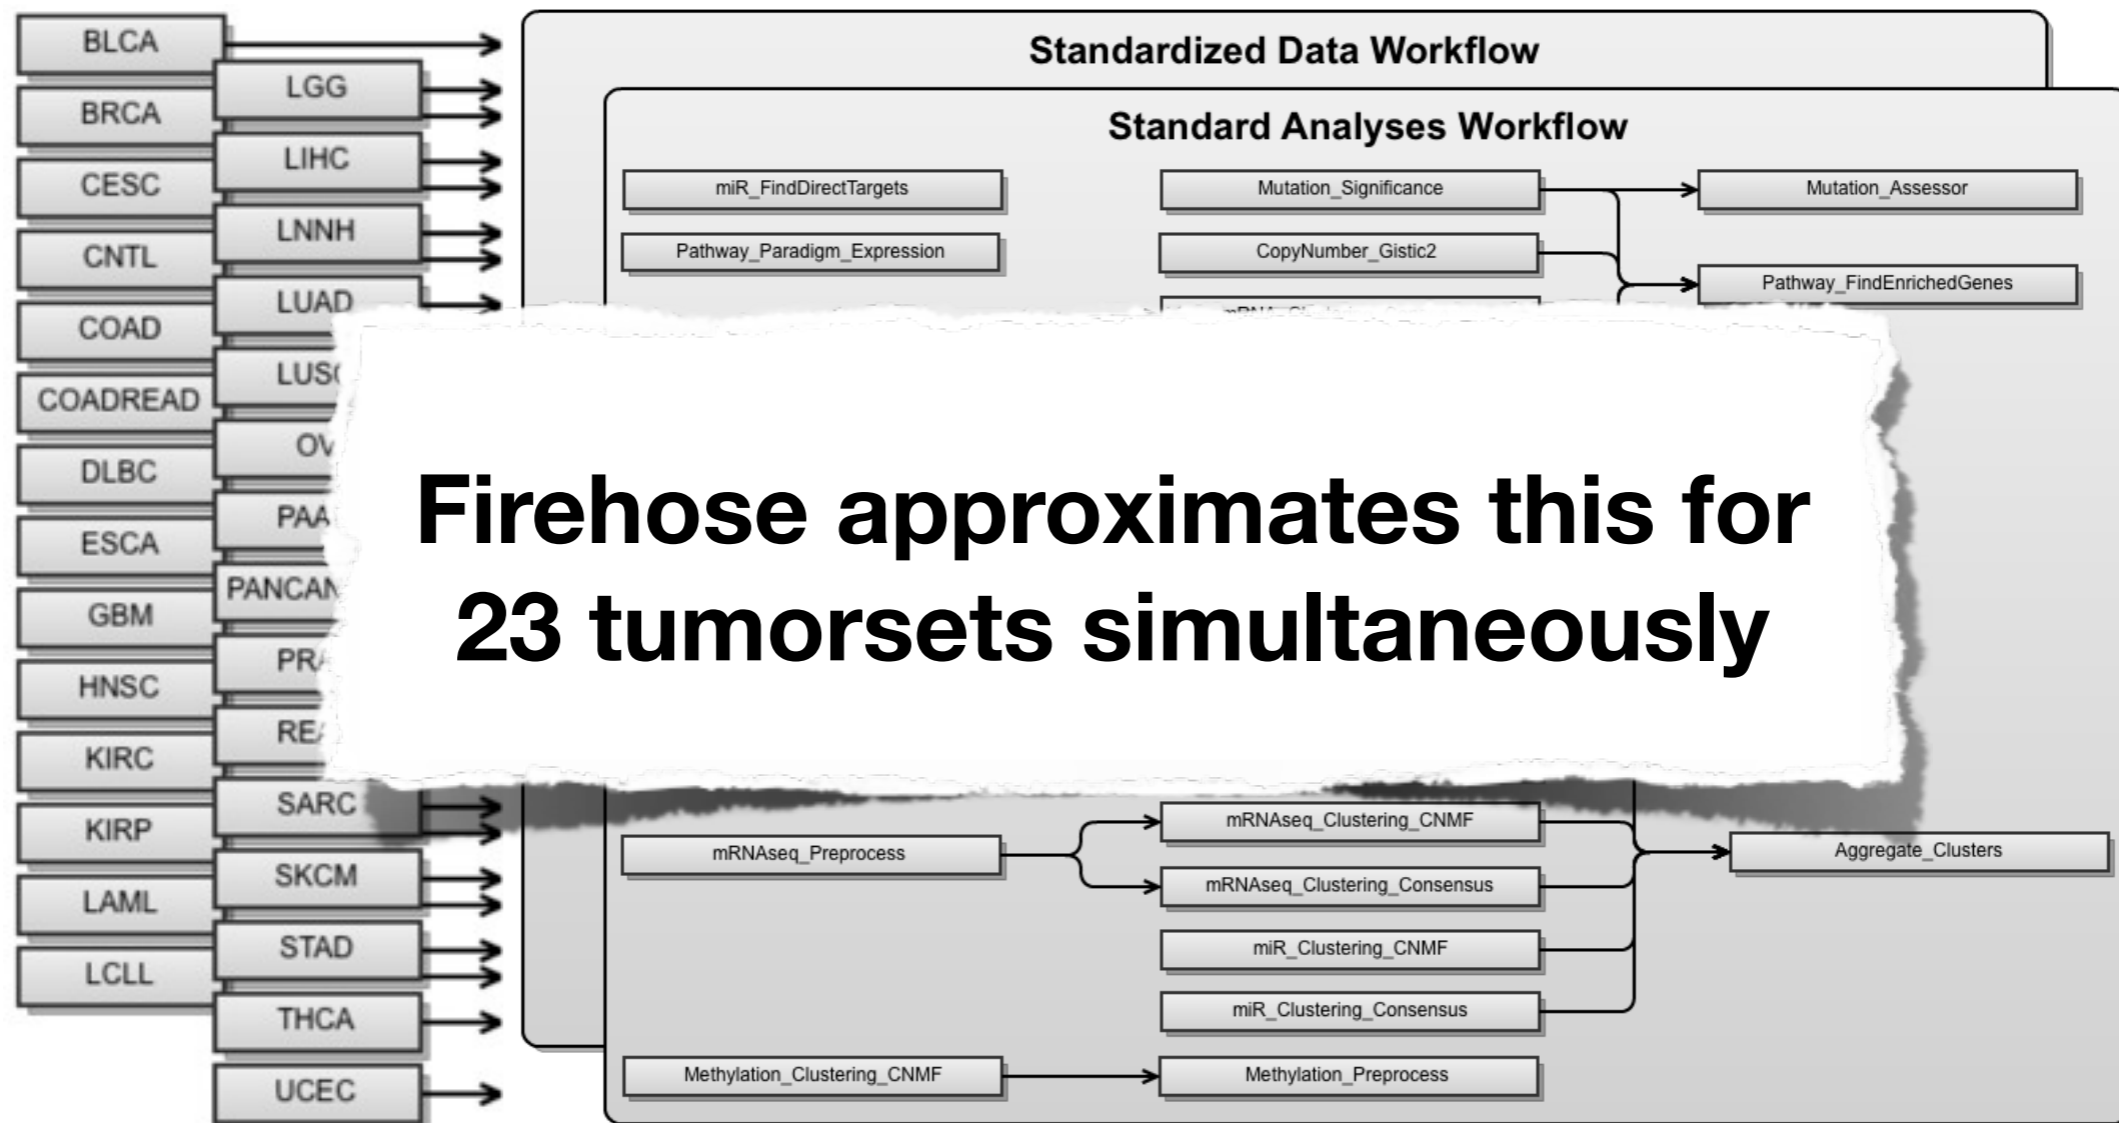 BLCA
BRCA
CESC
CNTL
COAD
COADREAD
DLBC
ESCA
GBM
HNSC
KIRC
KIRP
LAML
LCLL
LGG
LIHC
LNNH
LUAD
OV
SARC
SKCM
STAD
THCA
UCEC
Standardized Data Workflow
Standard Analyses Workflow
miR_FindDirectTargets
Pathway_Paradigm_Expression
Mutation_Significance
CopyNumber_Gistic2
Mutation_Assessor
Pathway_FindEnrichedGenes
Firehose approximates this for
23 tumorsets simultaneously
mRNAseq_Preprocess
mRNAseq_Clustering_CNMF
mRNAseq_Clustering_Consensus
miR_Clustering_CNMF
miR_Clustering_Consensus
Aggregate_Clusters
Methylation_Clustering_CNMF
Methylation_Preprocess